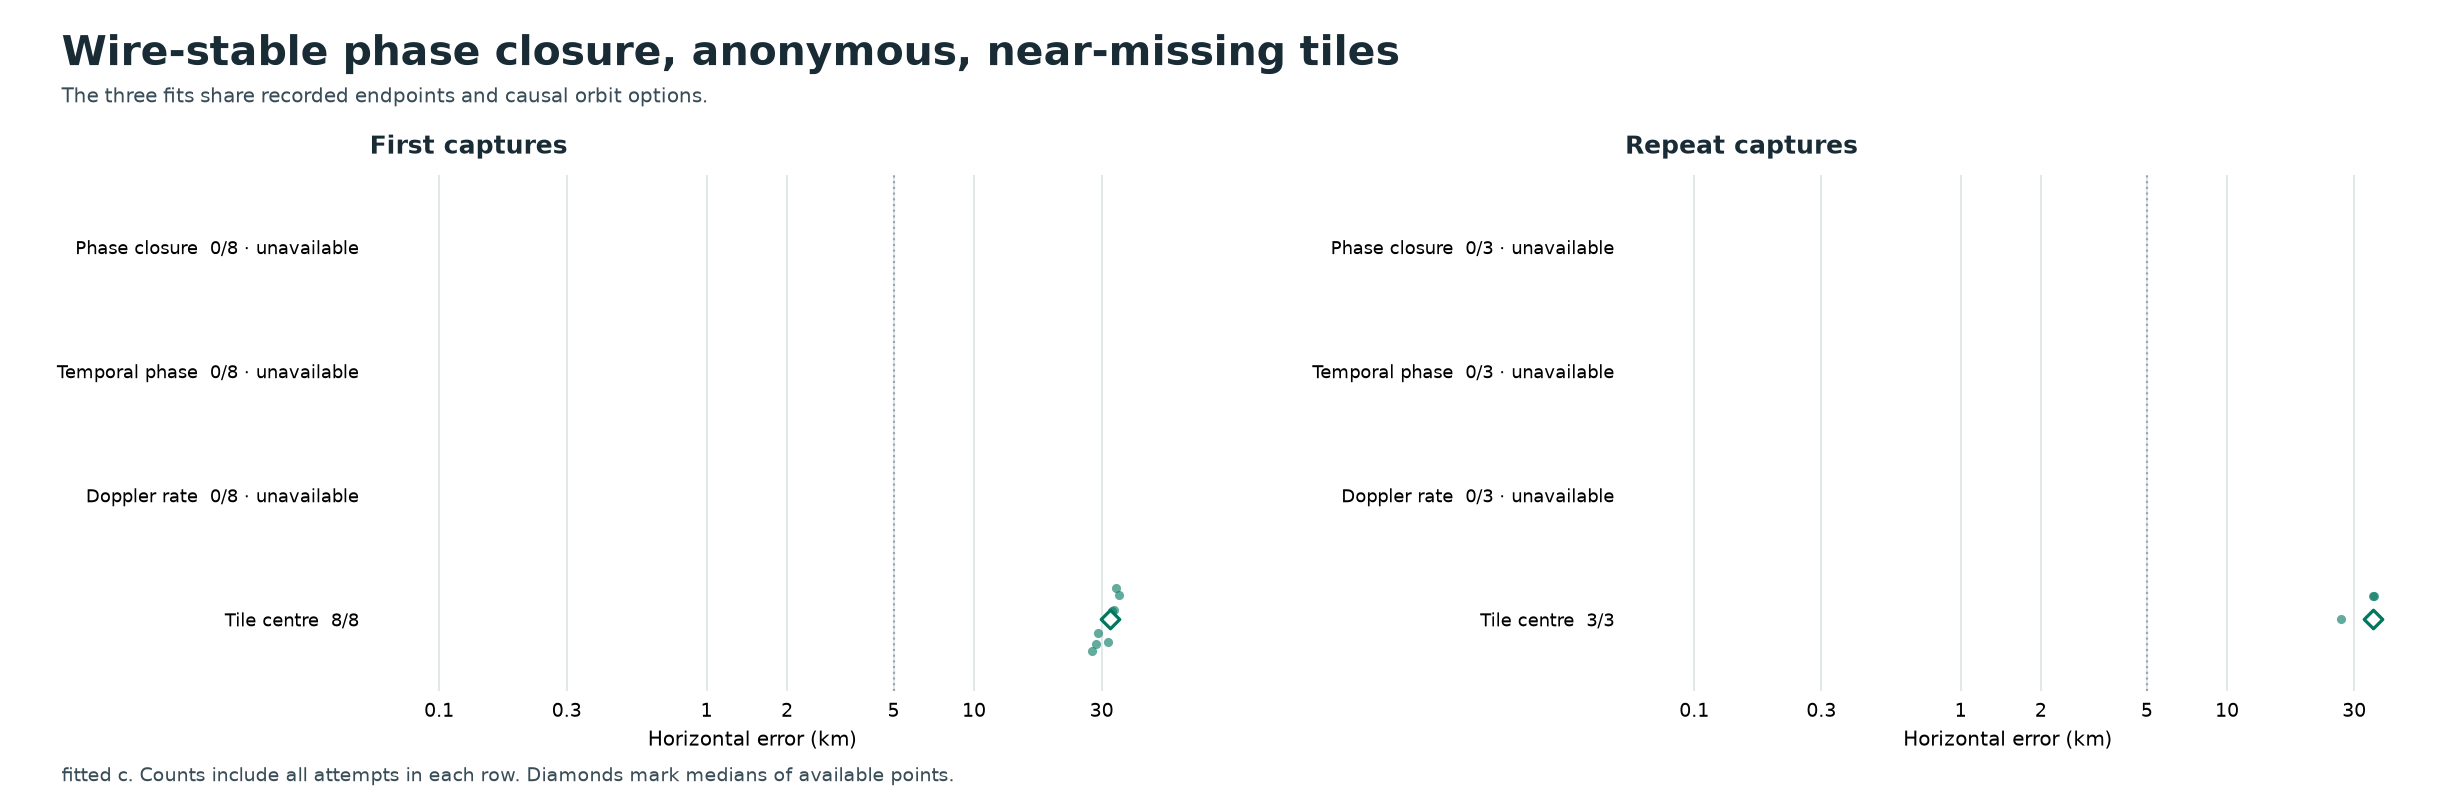 Wire-stable phase closure, anonymous, near-missing tiles
The three fits share recorded endpoints and causal orbit options.
First captures
Phase closure 0/8 · unavailable
Temporal phase 0/8 · unavailable
Doppler rate 0/8 · unavailable
Tile centre 8/8
0.1 0.3 1 2 5 10 30
Horizontal error (km)
Repeat captures
Phase closure 0/3 · unavailable
Temporal phase 0/3 · unavailable
Doppler rate 0/3 · unavailable
Tile centre 3/3
0.1 0.3 1 2 5 10 30
Horizontal error (km)
fitted c. Counts include all attempts in each row. Diamonds mark medians of available points.